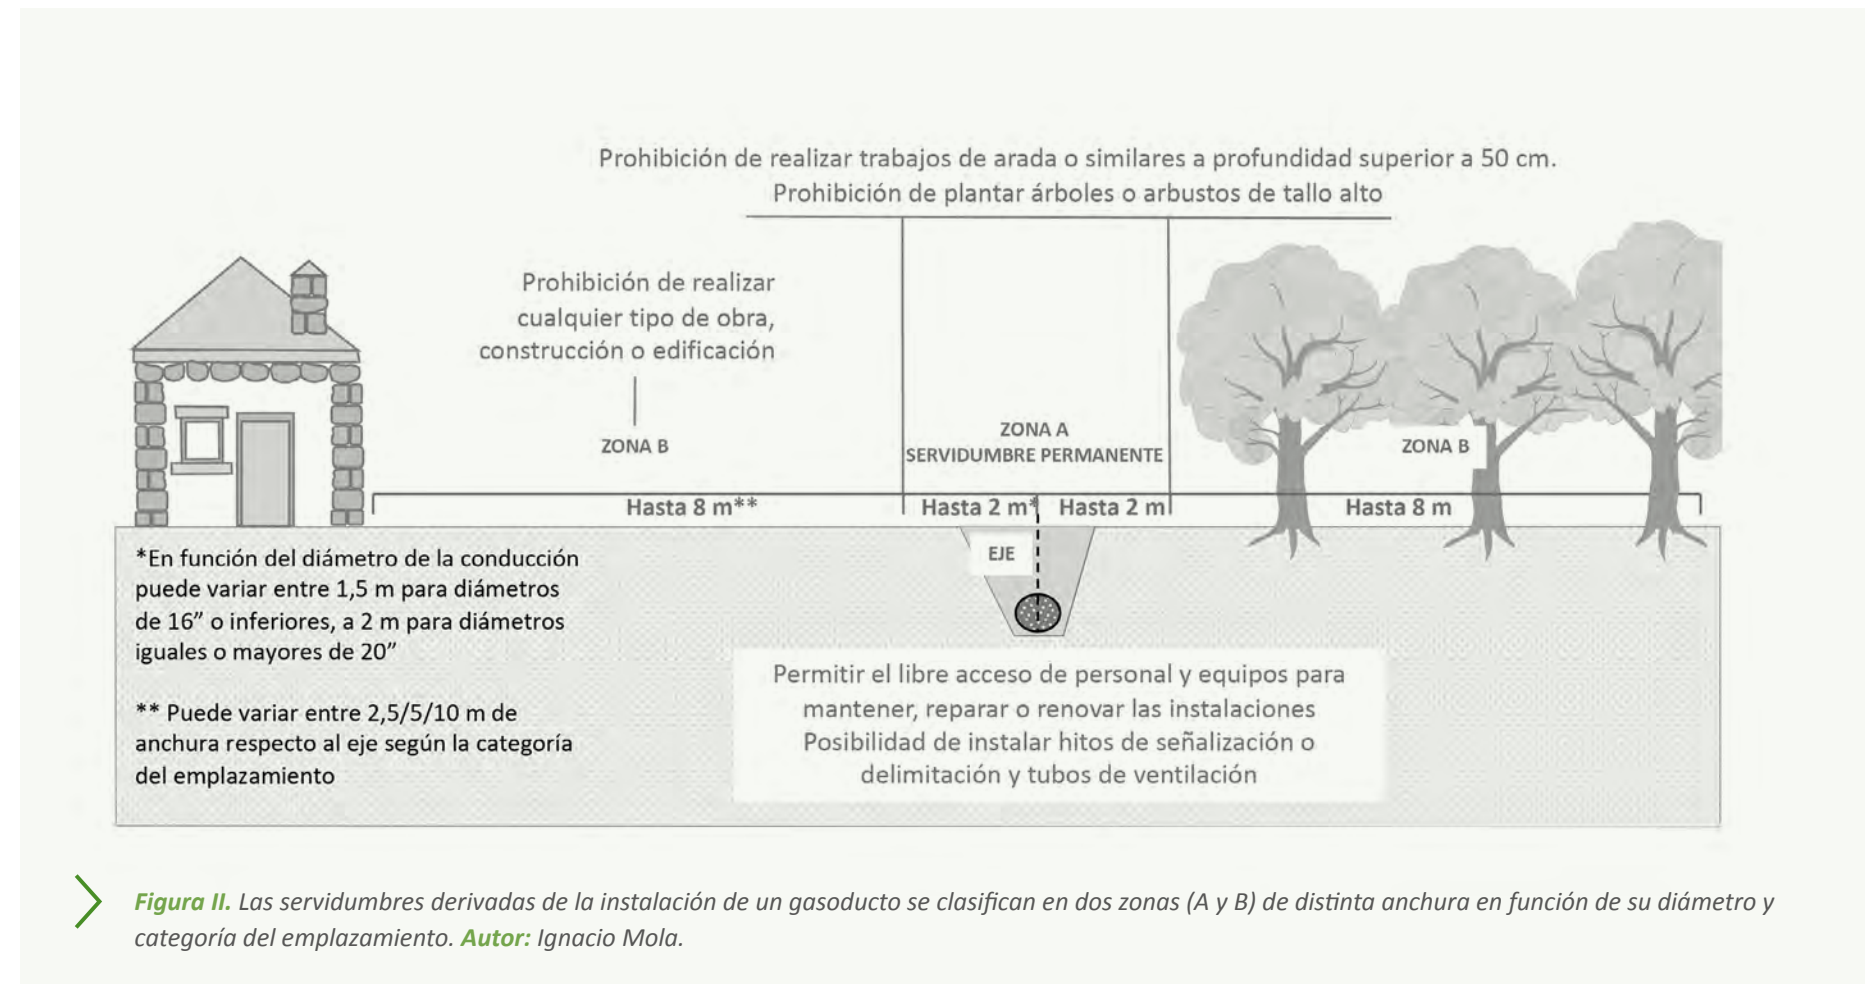 Prohibición de realizar trabajos de arada o similares a profundidad superior a 50 cm.
Prohibición de plantar árboles o arbustos de tallo alto
Prohibición de realizar
cualquier tipo de obra,
construcción o edificación
ZONA B
ZONA A
SERVIDUMBRE PERMANENTE
ZONA B
Hasta 8 m**
Hasta 2 m*
Hasta 2 m
Hasta 8 m
EJE
*En función del diámetro de la conducción
puede variar entre 1,5 m para diámetros
de 16” o inferiores, a 2 m para diámetros
iguales o mayores de 20”
** Puede variar entre 2,5/5/10 m de
anchura respecto al eje según la categoría
del emplazamiento
Permitir el libre acceso de personal y equipos para
mantener, reparar o renovar las instalaciones
Posibilidad de instalar hitos de señalización o
delimitación y tubos de ventilación
Figura II. Las servidumbres derivadas de la instalación de un gasoducto se clasifican en dos zonas (A y B) de distinta anchura en función de su diámetro y
categoría del emplazamiento. Autor: Ignacio Mola.